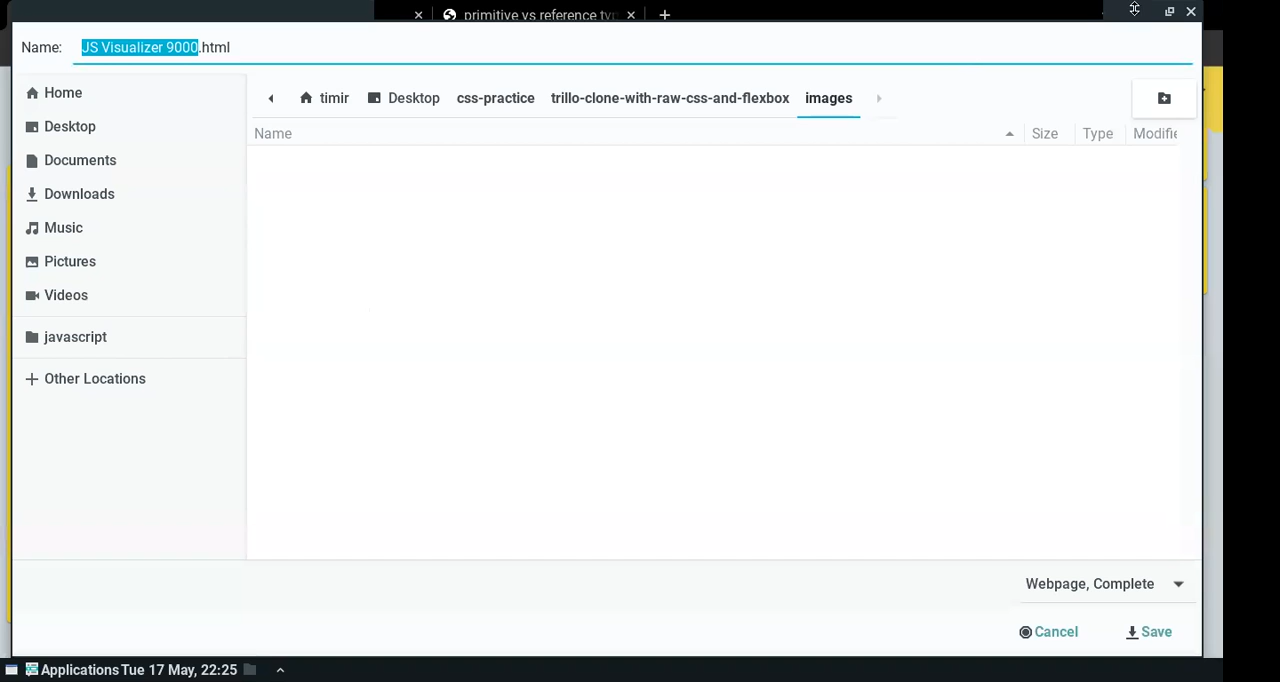 primitive vs reference typ
Name: JS Visualizer 9000.html
Home
Desktop
Documents
Downloads
Music
Pictures
Videos
javascript
Other Locations
timir Desktop css-practice trillo-clone-with-raw-css-and-flexbox images
Name Size Type Modifie
Webpage, Complete
Cancel Save
Applications Tue 17 May, 22:25